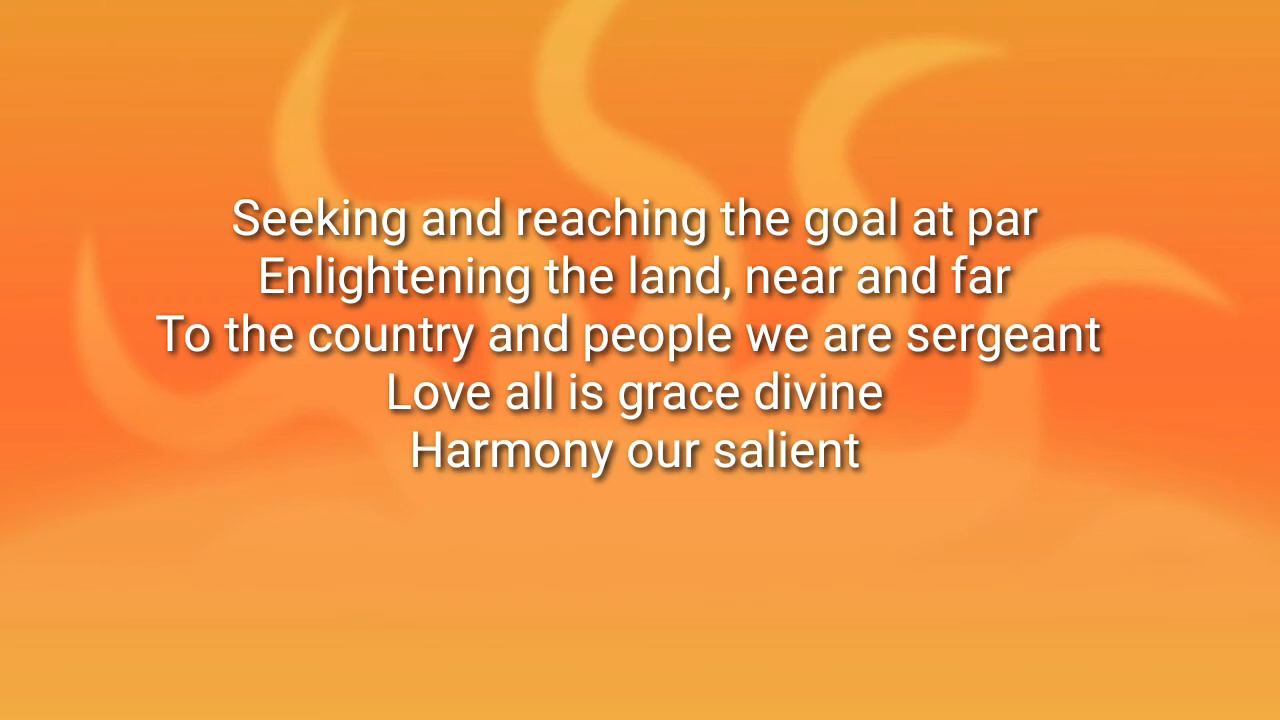 Seeking and reaching the goal at par
Enlightening the land, near and far
To the country and people we are sergeant
Love all is grace divine
Harmony our salient